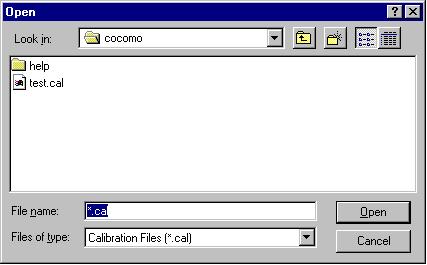 Open
Look in: cocomo
help
test.cal
File name: *.cal Open
Files of type: Calibration Files (*.cal) Cancel